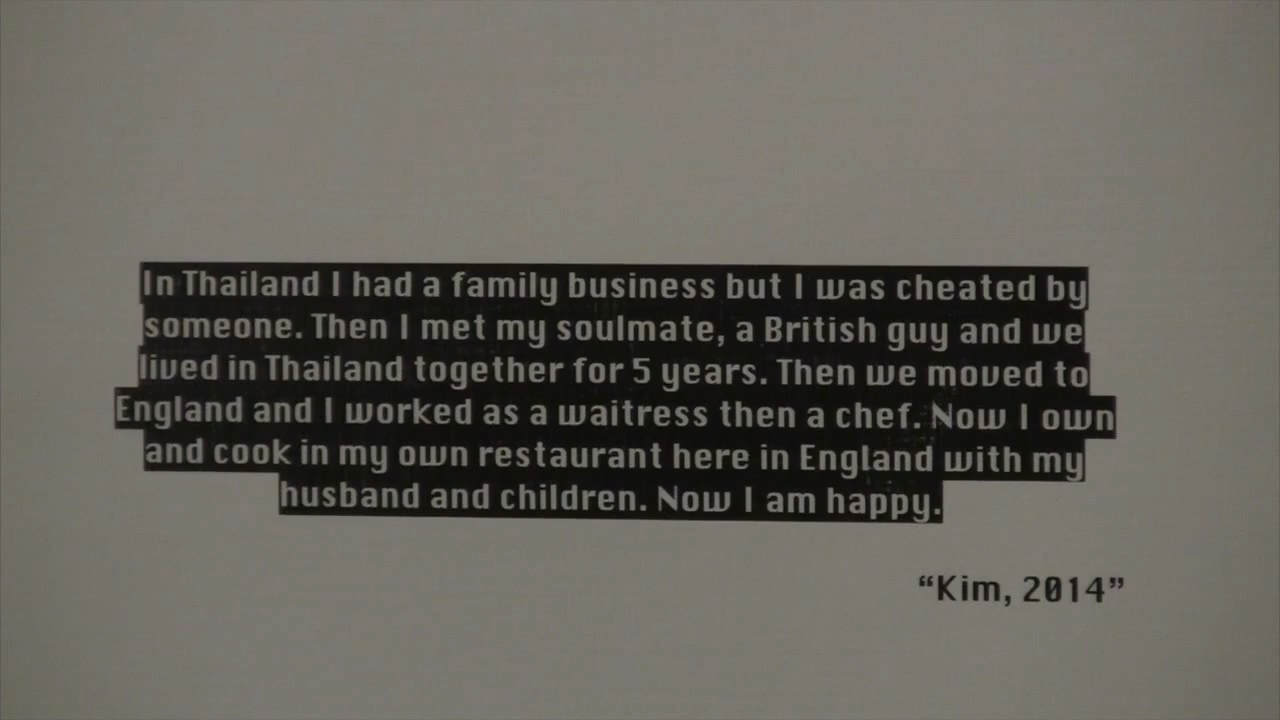 In Thailand I had a family business but I was cheated by
someone. Then I met my soulmate, a British guy and we
lived in Thailand together for 5 years. Then we moved to
England and I worked as a waitress then a chef. Now I own
and cook in my own restaurant here in England with my
husband and children. Now I am happy.
“Kim, 2014”